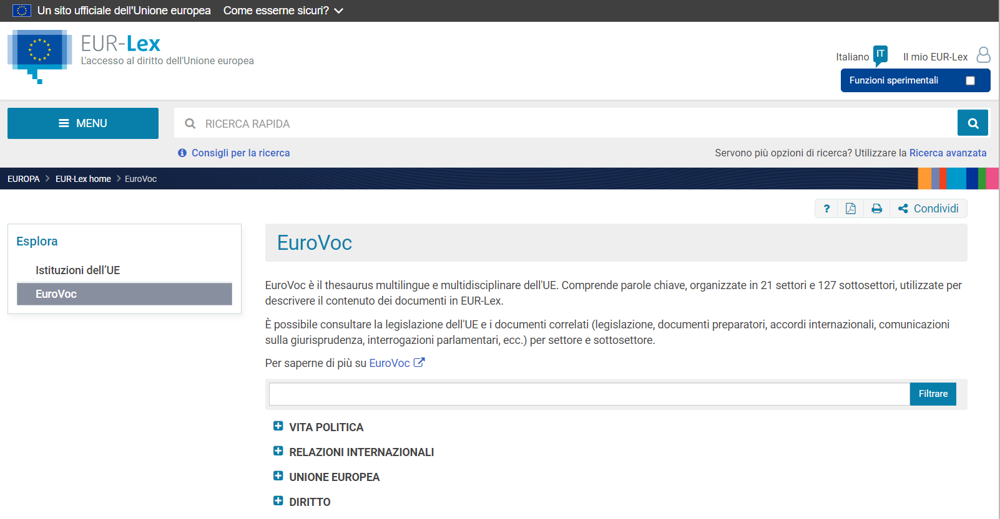 Un sito ufficiale dell'Unione europea Come esserne sicuri?
EUR-Lex
L'accesso al diritto dell'Unione europea
Italiano IT Il mio EUR-Lex
Funzioni sperimentali
MENU RICERCA RAPIDA
Consigli per la ricerca Servono più opzioni di ricerca? Utilizzare la Ricerca avanzata
EUROPA > EUR-Lex home > EuroVoc
? Condividi
Esplora
Istituzioni dell’UE
EuroVoc
EuroVoc
EuroVoc è il thesaurus multilingue e multidisciplinare dell'UE. Comprende parole chiave, organizzate in 21 settori e 127 sottosettori, utilizzate per
descrivere il contenuto dei documenti in EUR-Lex.
È possibile consultare la legislazione dell'UE e i documenti correlati (legislazione, documenti preparatori, accordi internazionali, comunicazioni
sulla giurisprudenza, interrogazioni parlamentari, ecc.) per settore e sottosettore.
Per saperne di più su EuroVoc
Filtrare
VITA POLITICA
RELAZIONI INTERNAZIONALI
UNIONE EUROPEA
DIRITTO